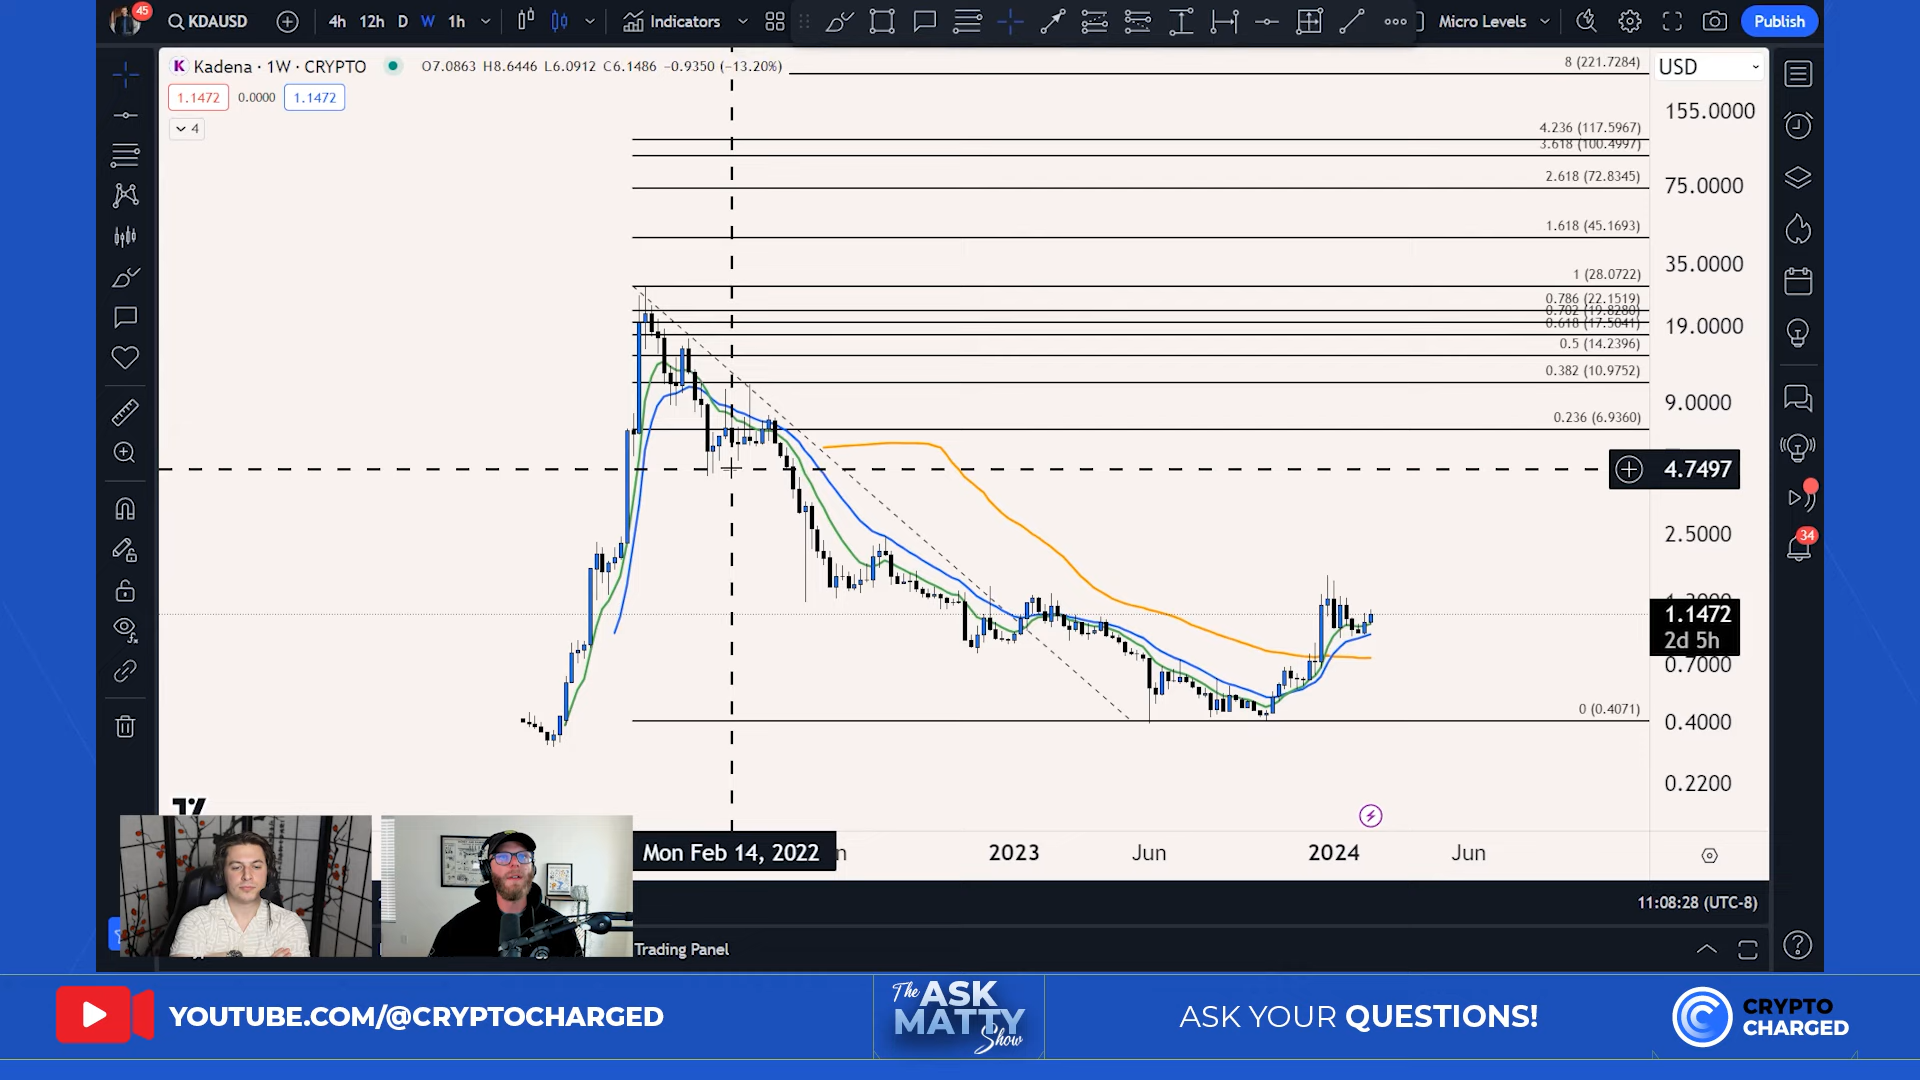 45
KDAUSD
4h 12h D W 1h
Indicators
Micro Levels
Publish
Kadena · 1W · CRYPTO
O7.0863 H8.6446 L6.0912 C6.1486 −0.9350 (−13.20%)
1.1472 0.0000 1.1472
4
USD
8 (221.7284)
155.0000
4.236 (117.5967)
3.618 (100.4997)
2.618 (72.8345)
75.0000
1.618 (45.1693)
35.0000
1 (28.0722)
0.786 (22.1519)
0.702 (19.8280)
0.618 (17.5041)
19.0000
0.5 (14.2396)
0.382 (10.9752)
9.0000
0.236 (6.9360)
4.7497
34
2.5000
1.1472
2d 5h
0.7000
0 (0.4071)
0.4000
0.2200
Mon Feb 14, 2022
2023
Jun
2024
Jun
11:08:28 (UTC-8)
Trading Panel
YOUTUBE.COM/@CRYPTOCHARGED
The ASK
MATTY
Show
ASK YOUR QUESTIONS!
CRYPTO
CHARGED